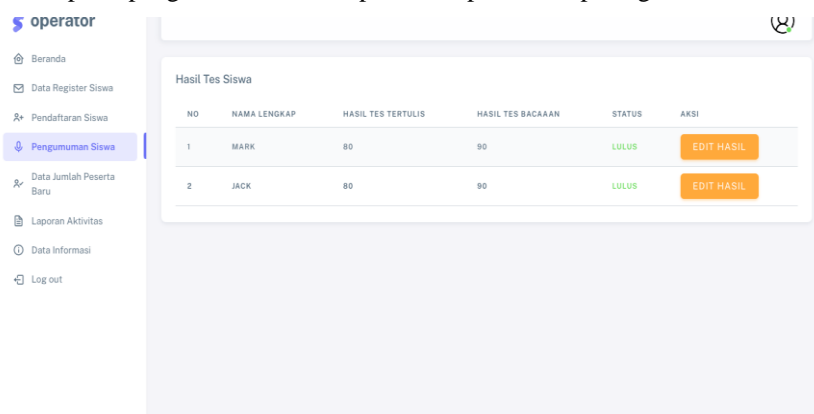 operator
Beranda
Data Register Siswa
Pendaftaran Siswa
Pengumuman Siswa
Data Jumlah Peserta
Baru
Laporan Aktivitas
Data Informasi
Log out
Hasil Tes Siswa
NO NAMA LENGKAP HASIL TES TERTULIS HASIL TES BACAAAN STATUS AKSI
1 MARK 80 90 LULUS EDIT HASIL
2 JACK 80 90 LULUS EDIT HASIL